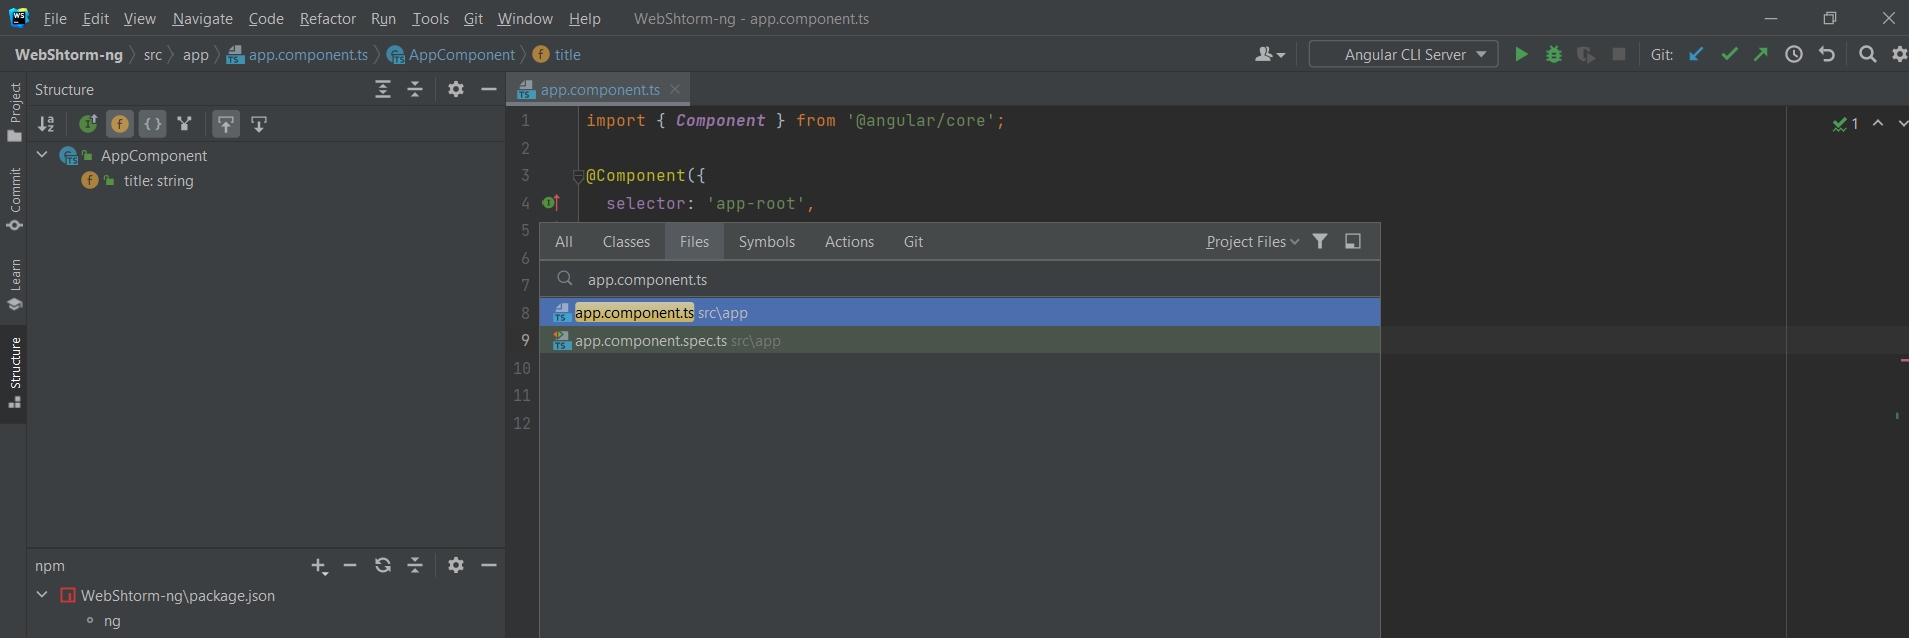 WS File Edit View Navigate Code Refactor Run Tools Git Window Help WebShtorm-ng - app.component.ts
WebShtorm-ng src app app.component.ts AppComponent f title Angular CLI Server Git:
Project
Commit
Learn
Structure
Structure
AppComponent
f title: string
npm
WebShtorm-ng\package.json
ng
app.component.ts
1 import { Component } from '@angular/core'; 1
2
3 @Component({
4 selector: 'app-root',
5
6
7
8
9
10
11
12
All Classes Files Symbols Actions Git Project Files
app.component.ts
TS app.component.ts src\app
TS app.component.spec.ts src\app